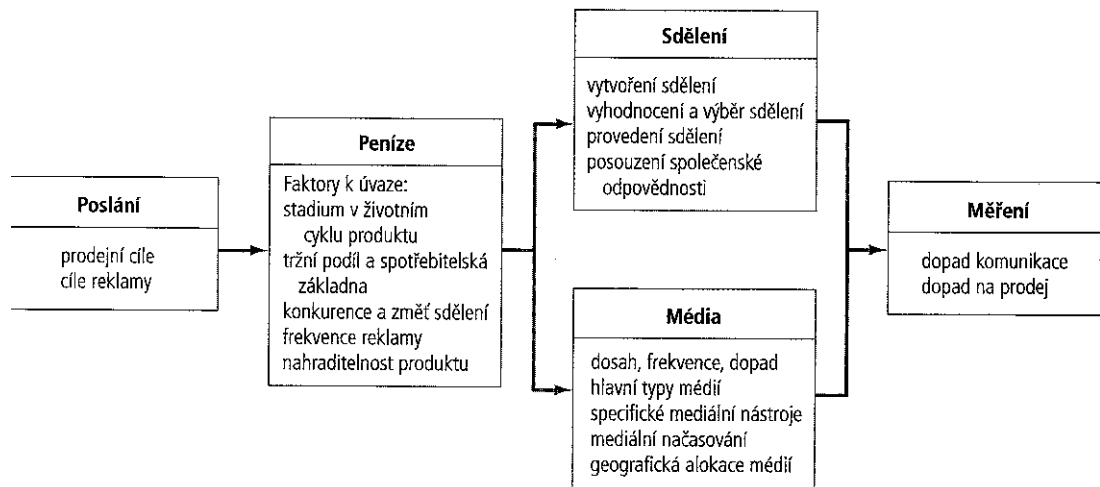 Poslání
prodejní cíle
cíle reklamy
Peníze
Faktory k úvaze:
stadium v životním
cyklu produktu
tržní podíl a spotřebitelská
základna
konkurence a změť sdělení
frekvence reklamy
nahraditelnost produktu
Sdělení
vytvoření sdělení
vyhodnocení a výběr sdělení
provedení sdělení
posouzení společenské
odpovědnosti
Média
dosah, frekvence, dopad
hlavní typy médií
specifické mediální nástroje
mediální načasování
geografická alokace médií
Měření
dopad komunikace
dopad na prodej